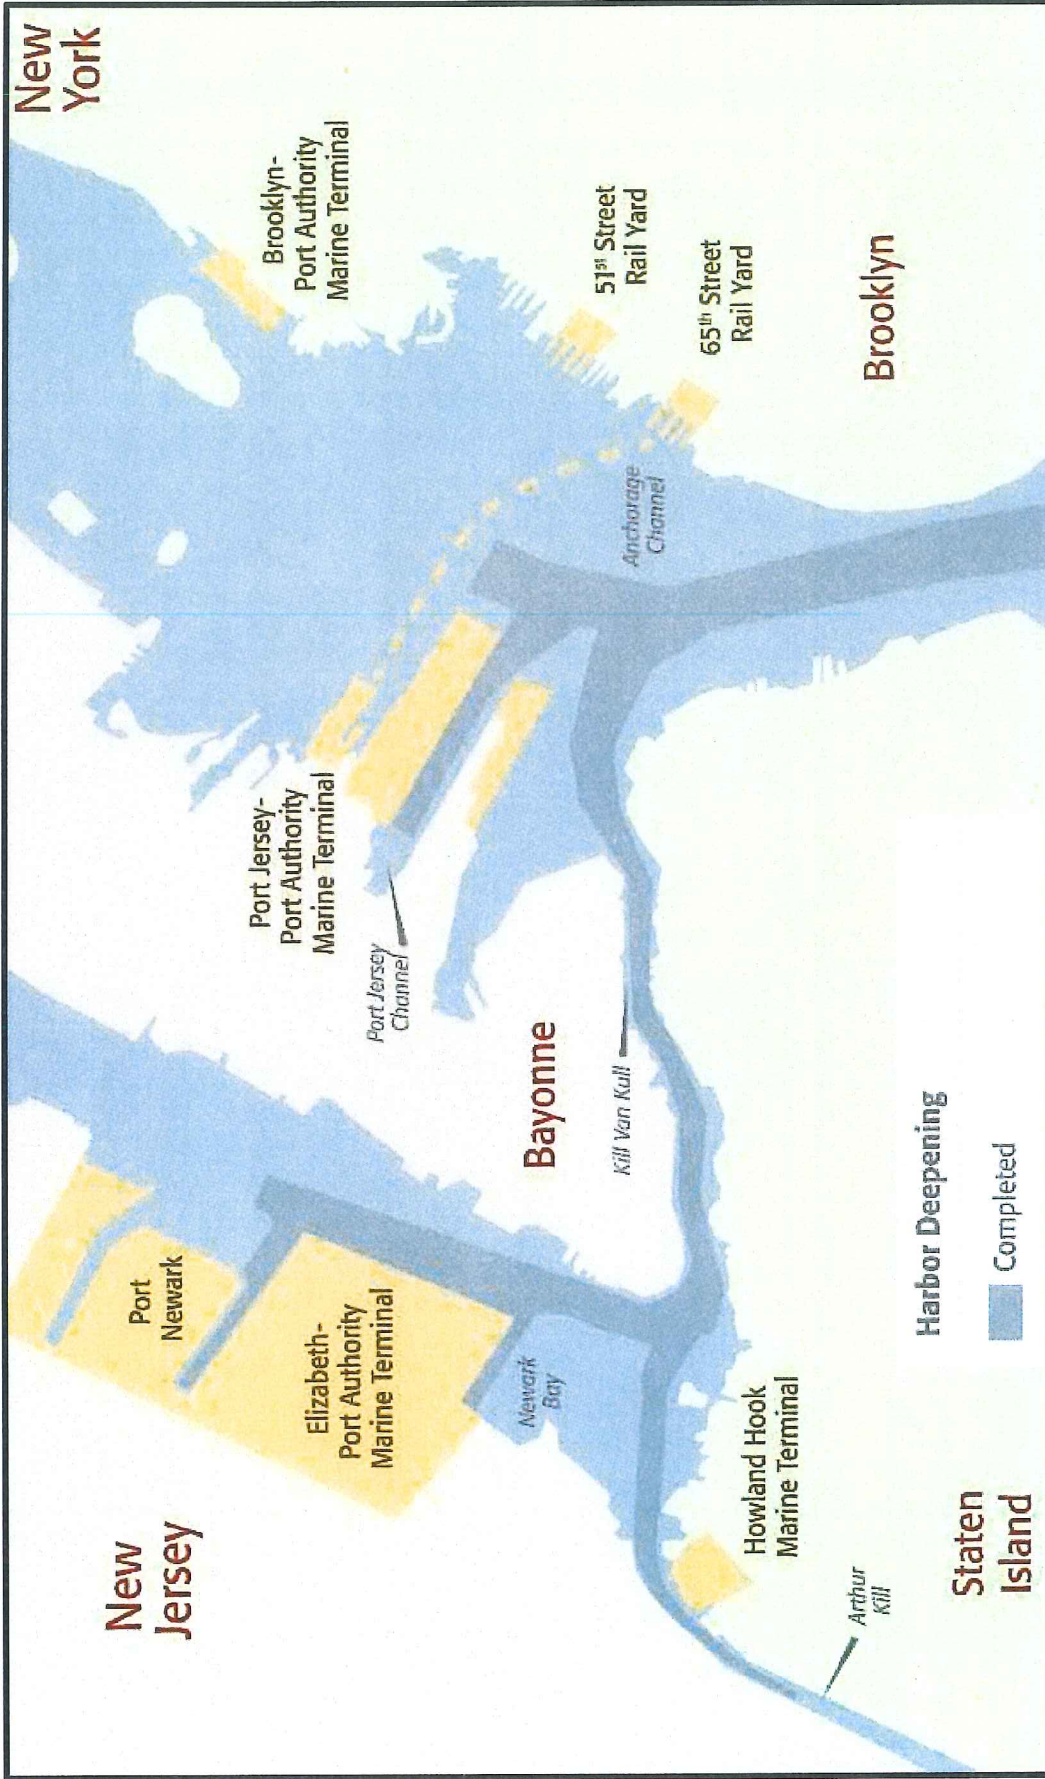 New
York
New
Jersey
Port
Newark
Elizabeth-
Port Authority
Marine Terminal
Newark
Bay
Port Jersey-
Port Authority
Marine Terminal
Port Jersey
Channel
Bayonne
Kill Van Kull
Brooklyn-
Port Authority
Marine Terminal
51st Street
Rail Yard
65th Street
Rail Yard
Anchorage
Channel
Brooklyn
Howland Hook
Marine Terminal
Arthur
Kill
Staten
Island
Harbor Deepening
Completed